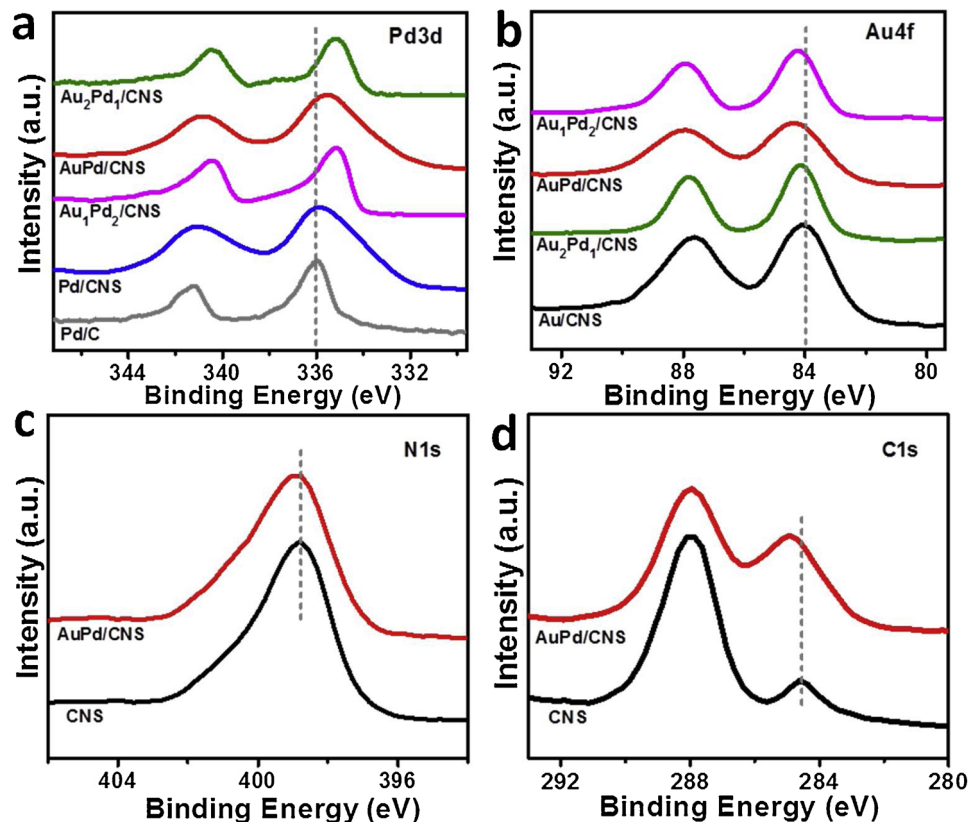 a
Pd3d
Au₂Pd₁/CNS
AuPd/CNS
Au₁Pd₂/CNS
Pd/CNS
Pd/C
Intensity (a.u.)
344 340 336 332
Binding Energy (eV)
b
Au4f
Au₁Pd₂/CNS
AuPd/CNS
Au₂Pd₁/CNS
Au/CNS
Intensity (a.u.)
92 88 84 80
Binding Energy (eV)
c
N1s
AuPd/CNS
CNS
Intensity (a.u.)
404 400 396
Binding Energy (eV)
d
C1s
AuPd/CNS
CNS
Intensity (a.u.)
292 288 284 280
Binding Energy (eV)